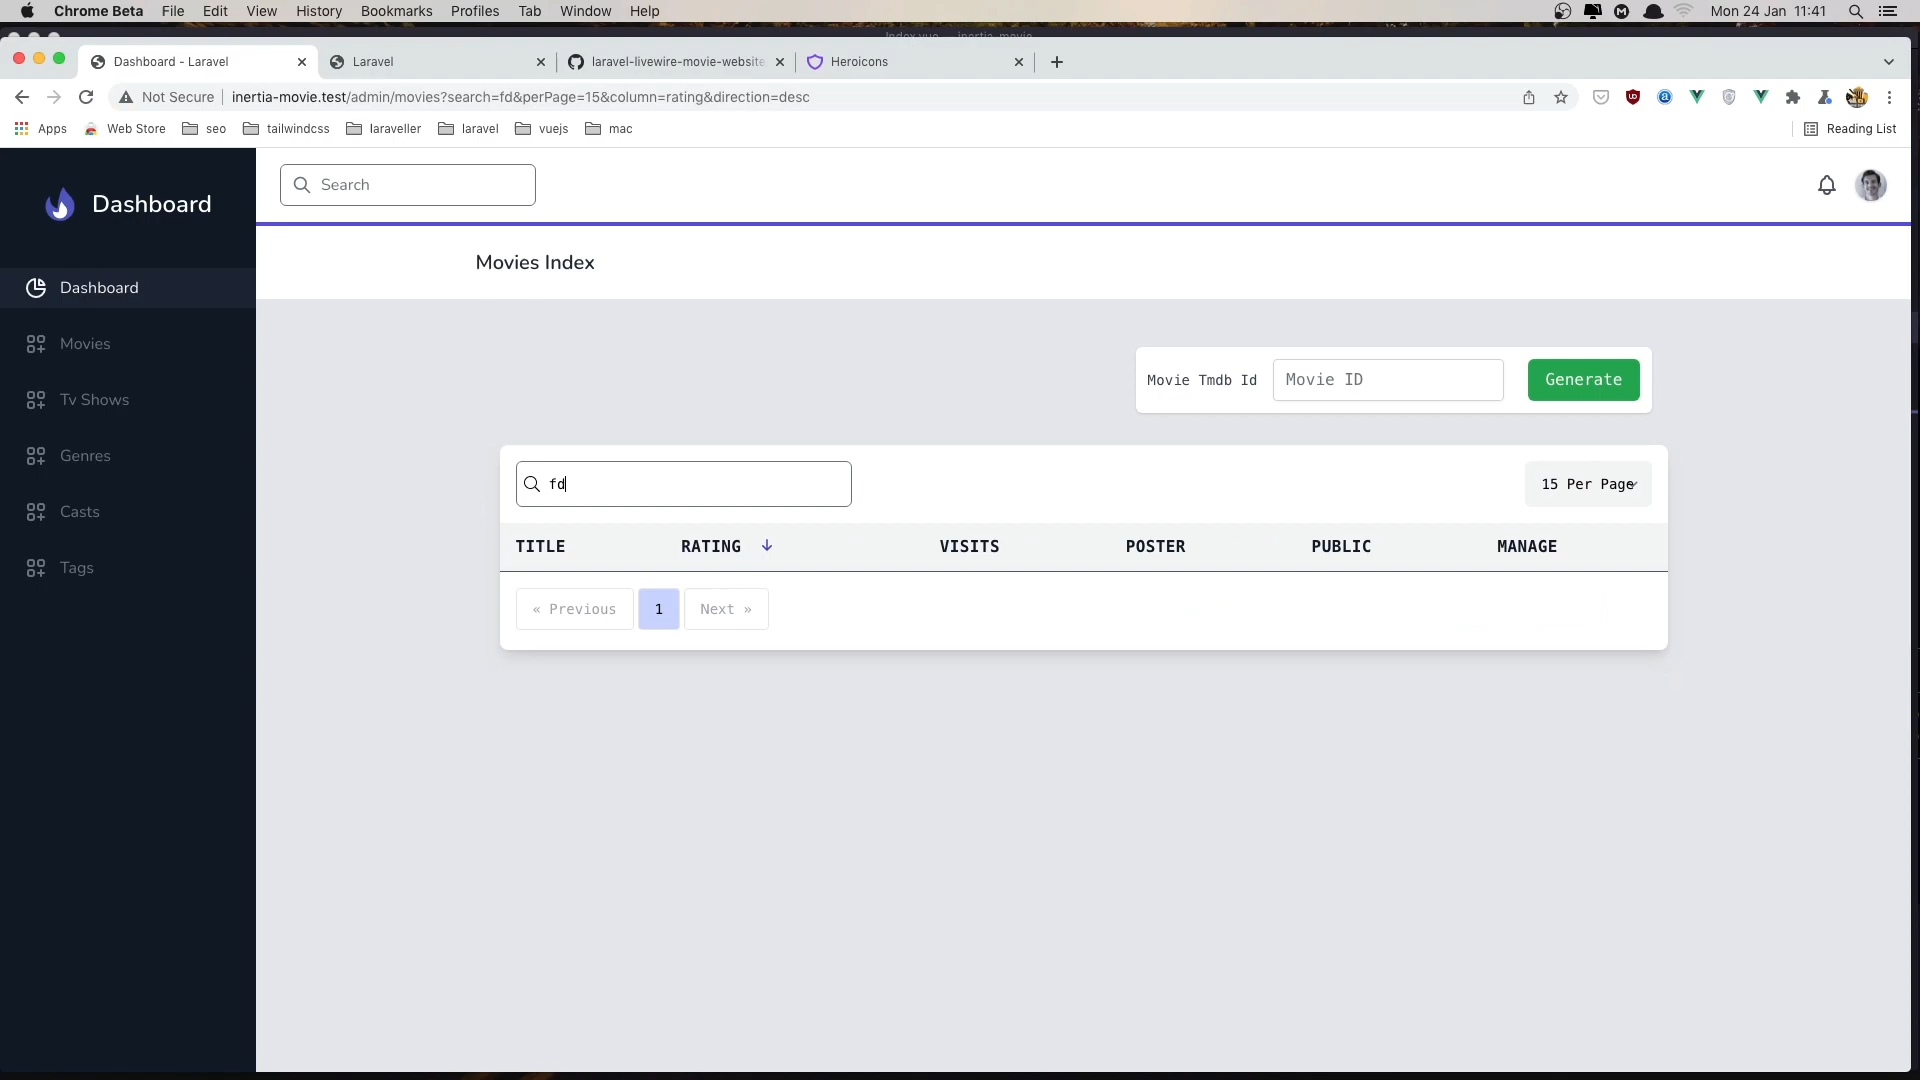 Chrome Beta File Edit View History Bookmarks Profiles Tab Window Help Mon 24 Jan 11:41
Index.vue — inertia-movie
Dashboard - Laravel Laravel laravel-livewire-movie-website Heroicons
Not Secure inertia-movie.test/admin/movies?search=fd&perPage=15&column=rating&direction=desc
Apps Web Store seo tailwindcss laraveller laravel vuejs mac Reading List
Dashboard
Search
Movies Index
Dashboard
Movies
Tv Shows
Genres
Casts
Tags
Movie Tmdb Id Movie ID Generate
fd 15 Per Page
TITLE RATING VISITS POSTER PUBLIC MANAGE
« Previous 1 Next »